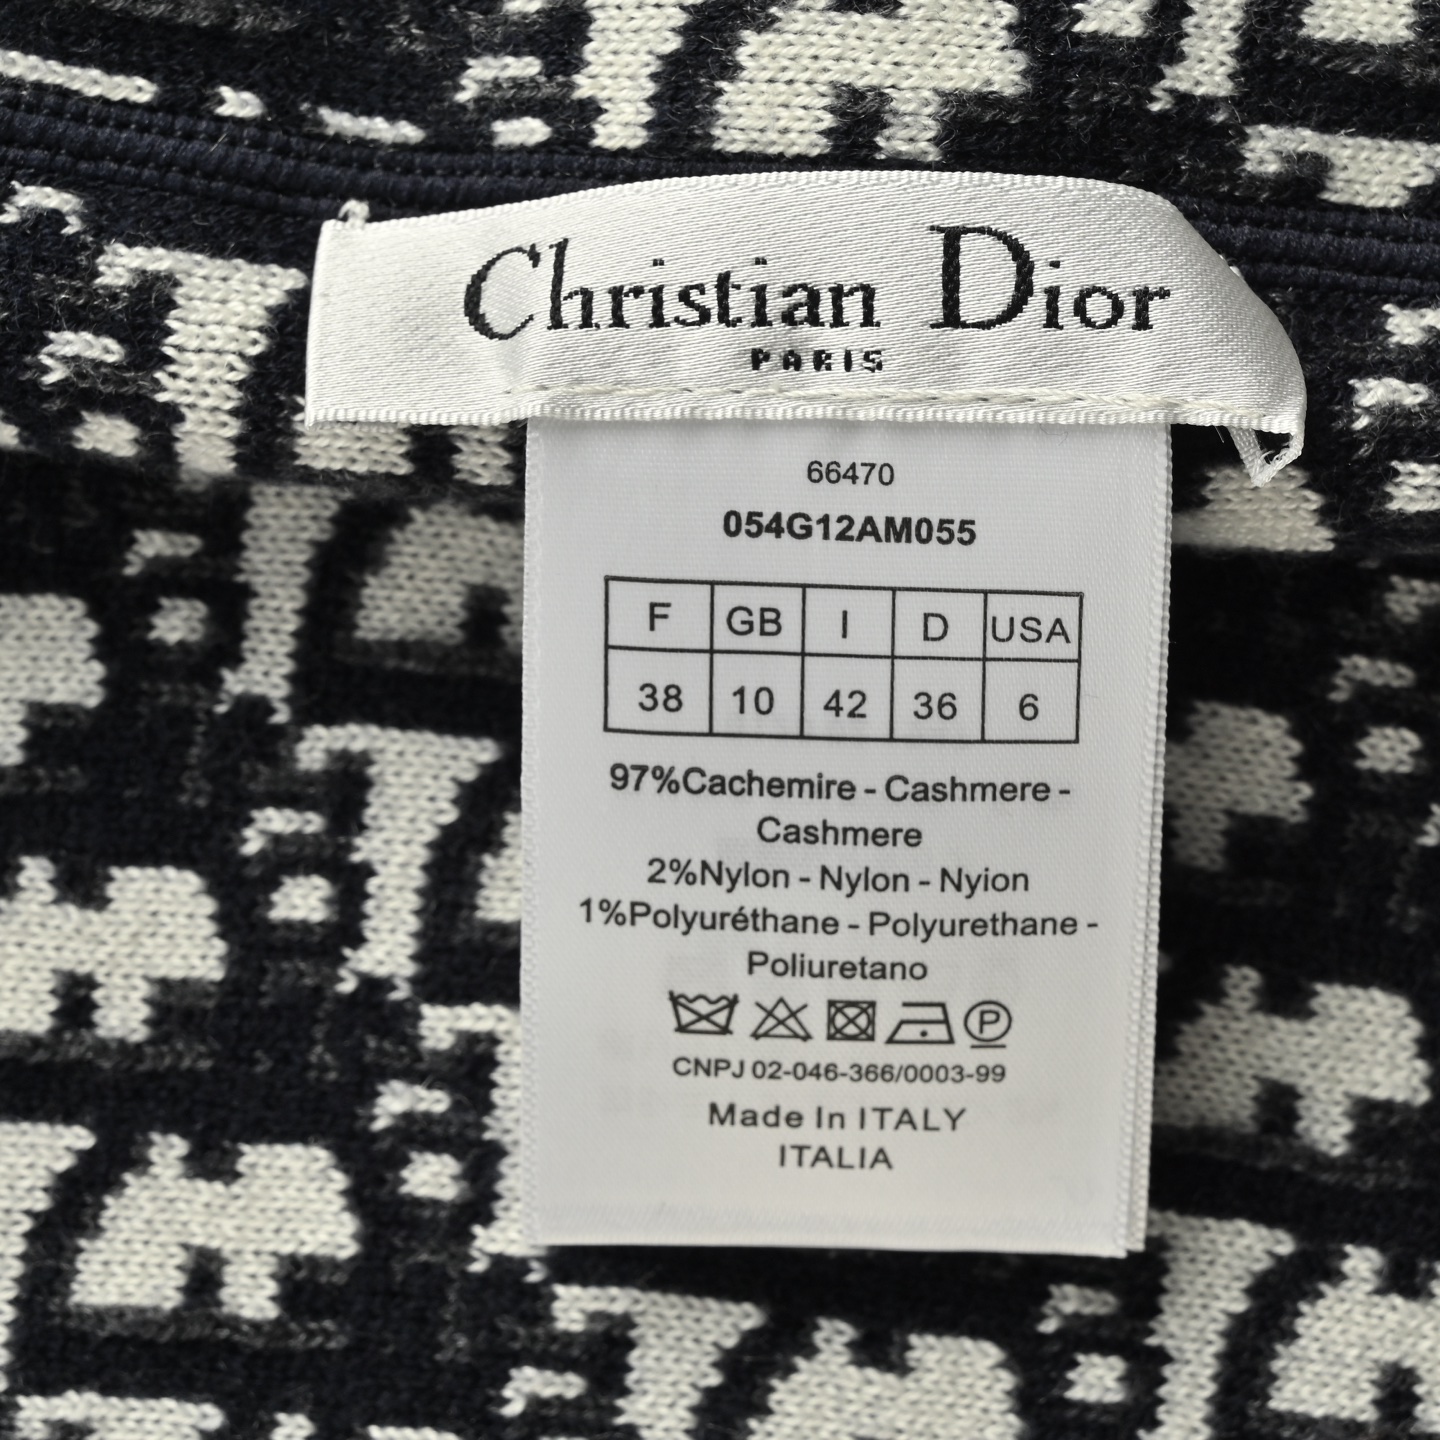 Christian Dior
PARIS
66470
054G12AM055
F GB I D USA
38 10 42 36 6
97%Cachemire - Cashmere -
Cashmere
2%Nylon - Nylon - Nyion
1%Polyuréthane - Polyurethane -
Poliuretano
P
CNPJ 02-046-366/0003-99
Made In ITALY
ITALIA